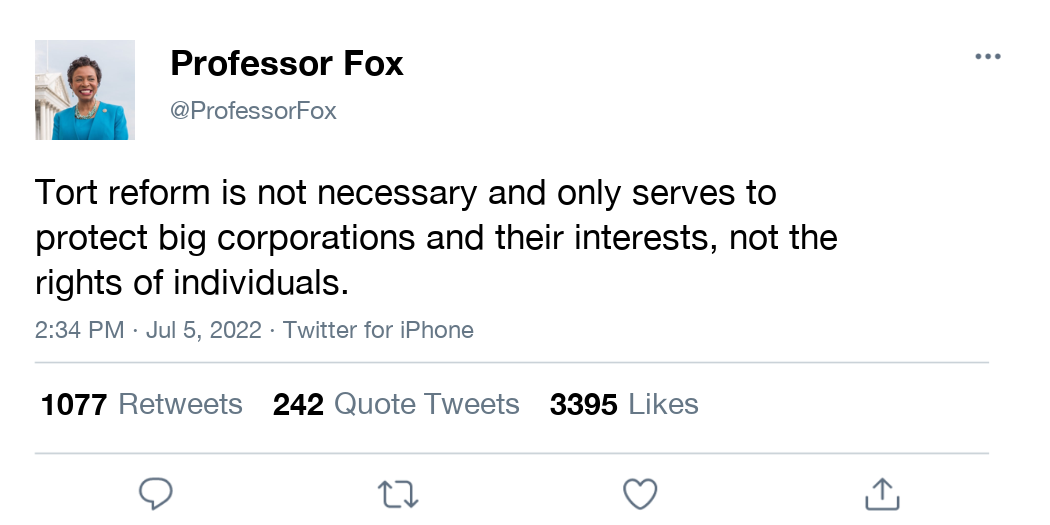 Professor Fox
@ProfessorFox
Tort reform is not necessary and only serves to
protect big corporations and their interests, not the
rights of individuals.
2:34 PM · Jul 5, 2022 · Twitter for iPhone
1077 Retweets 242 Quote Tweets 3395 Likes